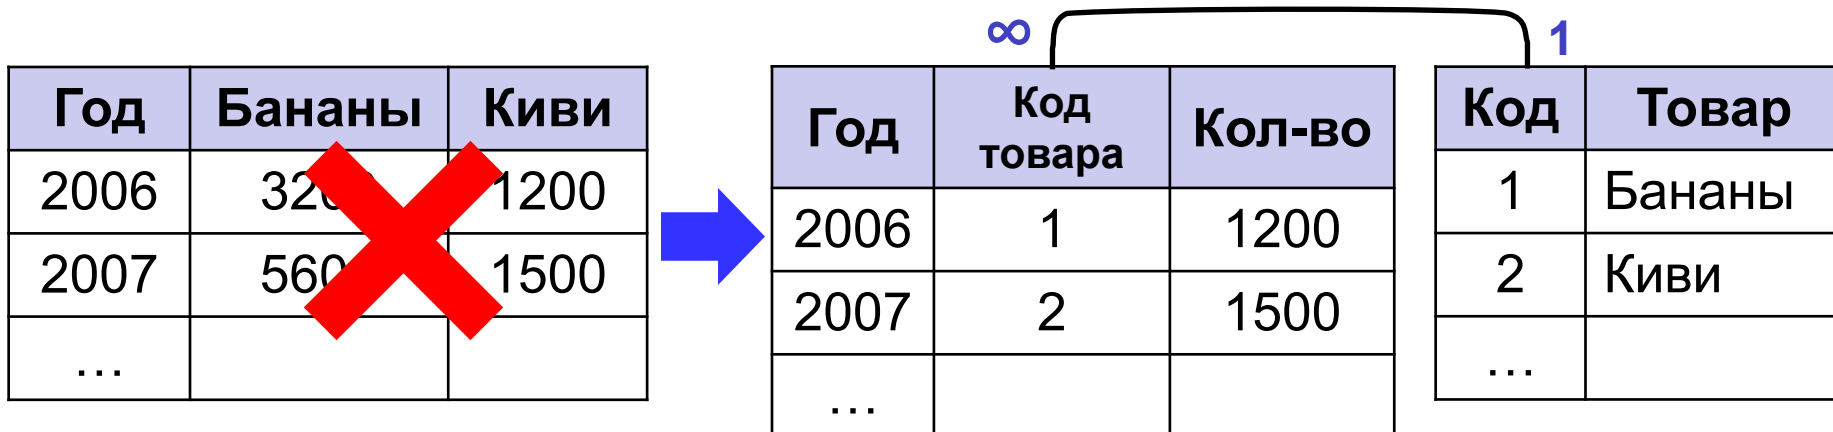 ∞ 1
Год Бананы Киви
2006 1200
2007 1500
…
Год Код товара Кол-во
2006 1 1200
2007 2 1500
…
Код Товар
1 Бананы
2 Киви
…